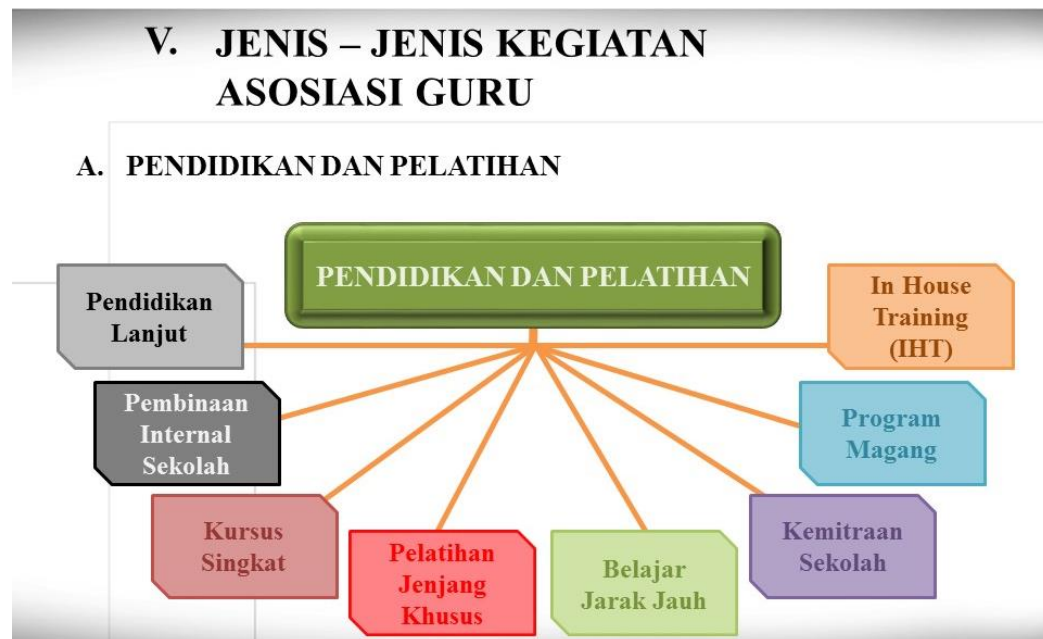 V. JENIS – JENIS KEGIATAN
ASOSIASI GURU
A. PENDIDIKAN DAN PELATIHAN
PENDIDIKAN DAN PELATIHAN
Pendidikan
Lanjut
In House
Training
(IHT)
Pembinaan
Internal
Sekolah
Program
Magang
Kursus
Singkat
Pelatihan
Jenjang
Khusus
Belajar
Jarak Jauh
Kemitraan
Sekolah